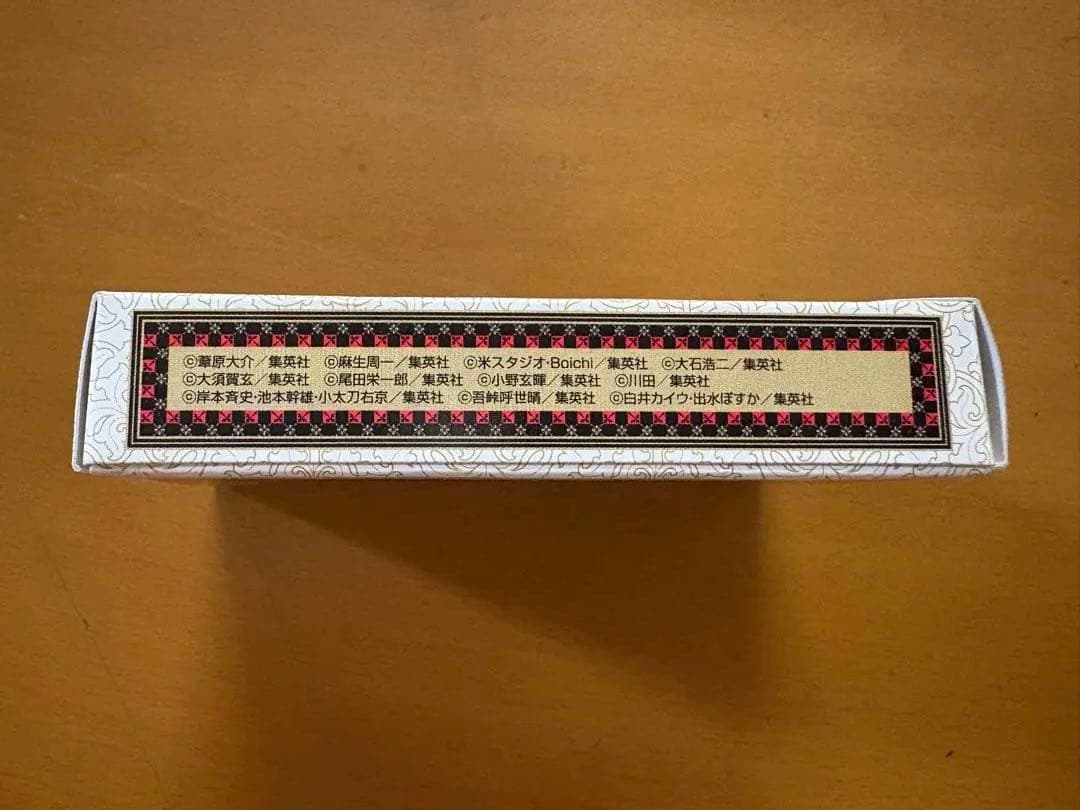 ©葦原大介／集英社 ©麻生周一／集英社 ©米スタジオ・Boichi／集英社 ©大石浩二／集英社
©大須賀玄／集英社 ©尾田栄一郎／集英社 ©小野玄暉／集英社 ©川田／集英社
©岸本斉史・池本幹雄・小太刀右京／集英社 ©吾峠呼世晴／集英社 ©白井カイウ・出水ぽすか／集英社